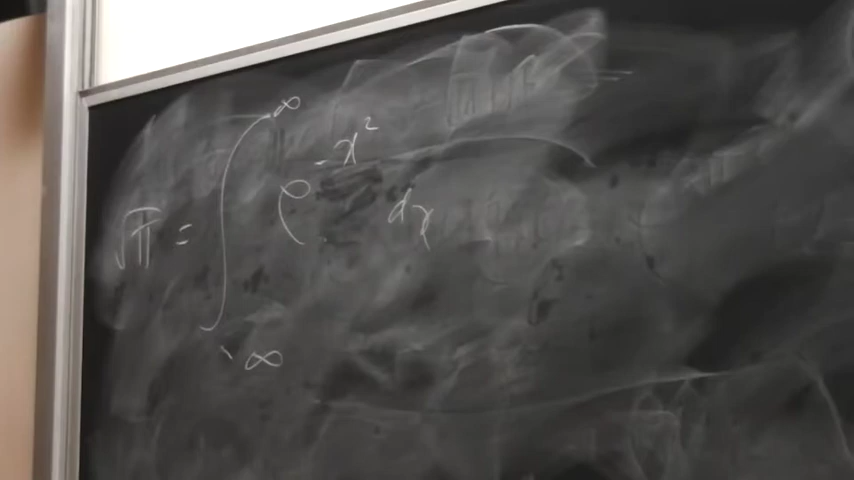 √π = ∫_{-∞}^{∞} e^{-x²} dx